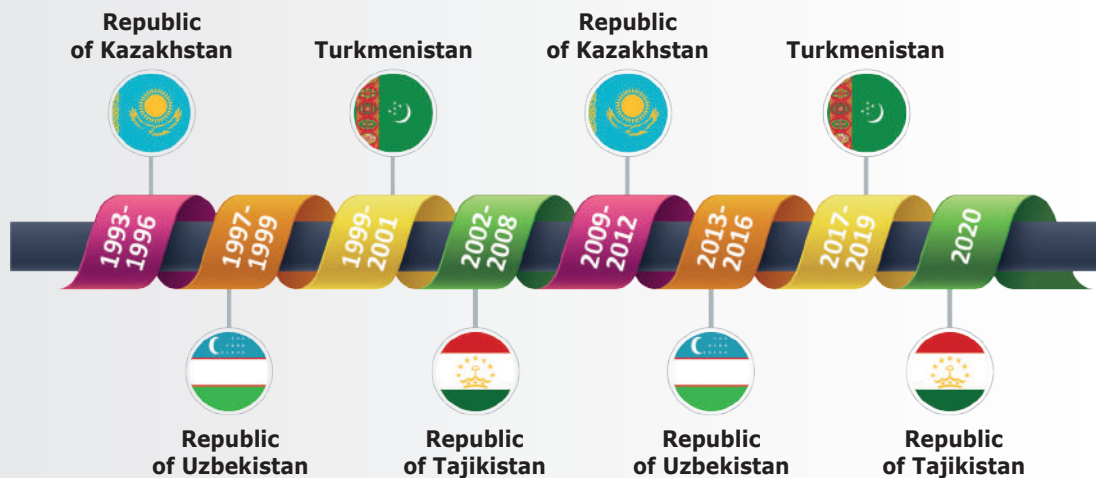 Republic
of Kazakhstan
Turkmenistan
Republic
of Kazakhstan
Turkmenistan
1993-
1996
1997-
1999
1999-
2001
2002-
2008
2009-
2012
2013-
2016
2017-
2019
2020
Republic
of Uzbekistan
Republic
of Tajikistan
Republic
of Uzbekistan
Republic
of Tajikistan